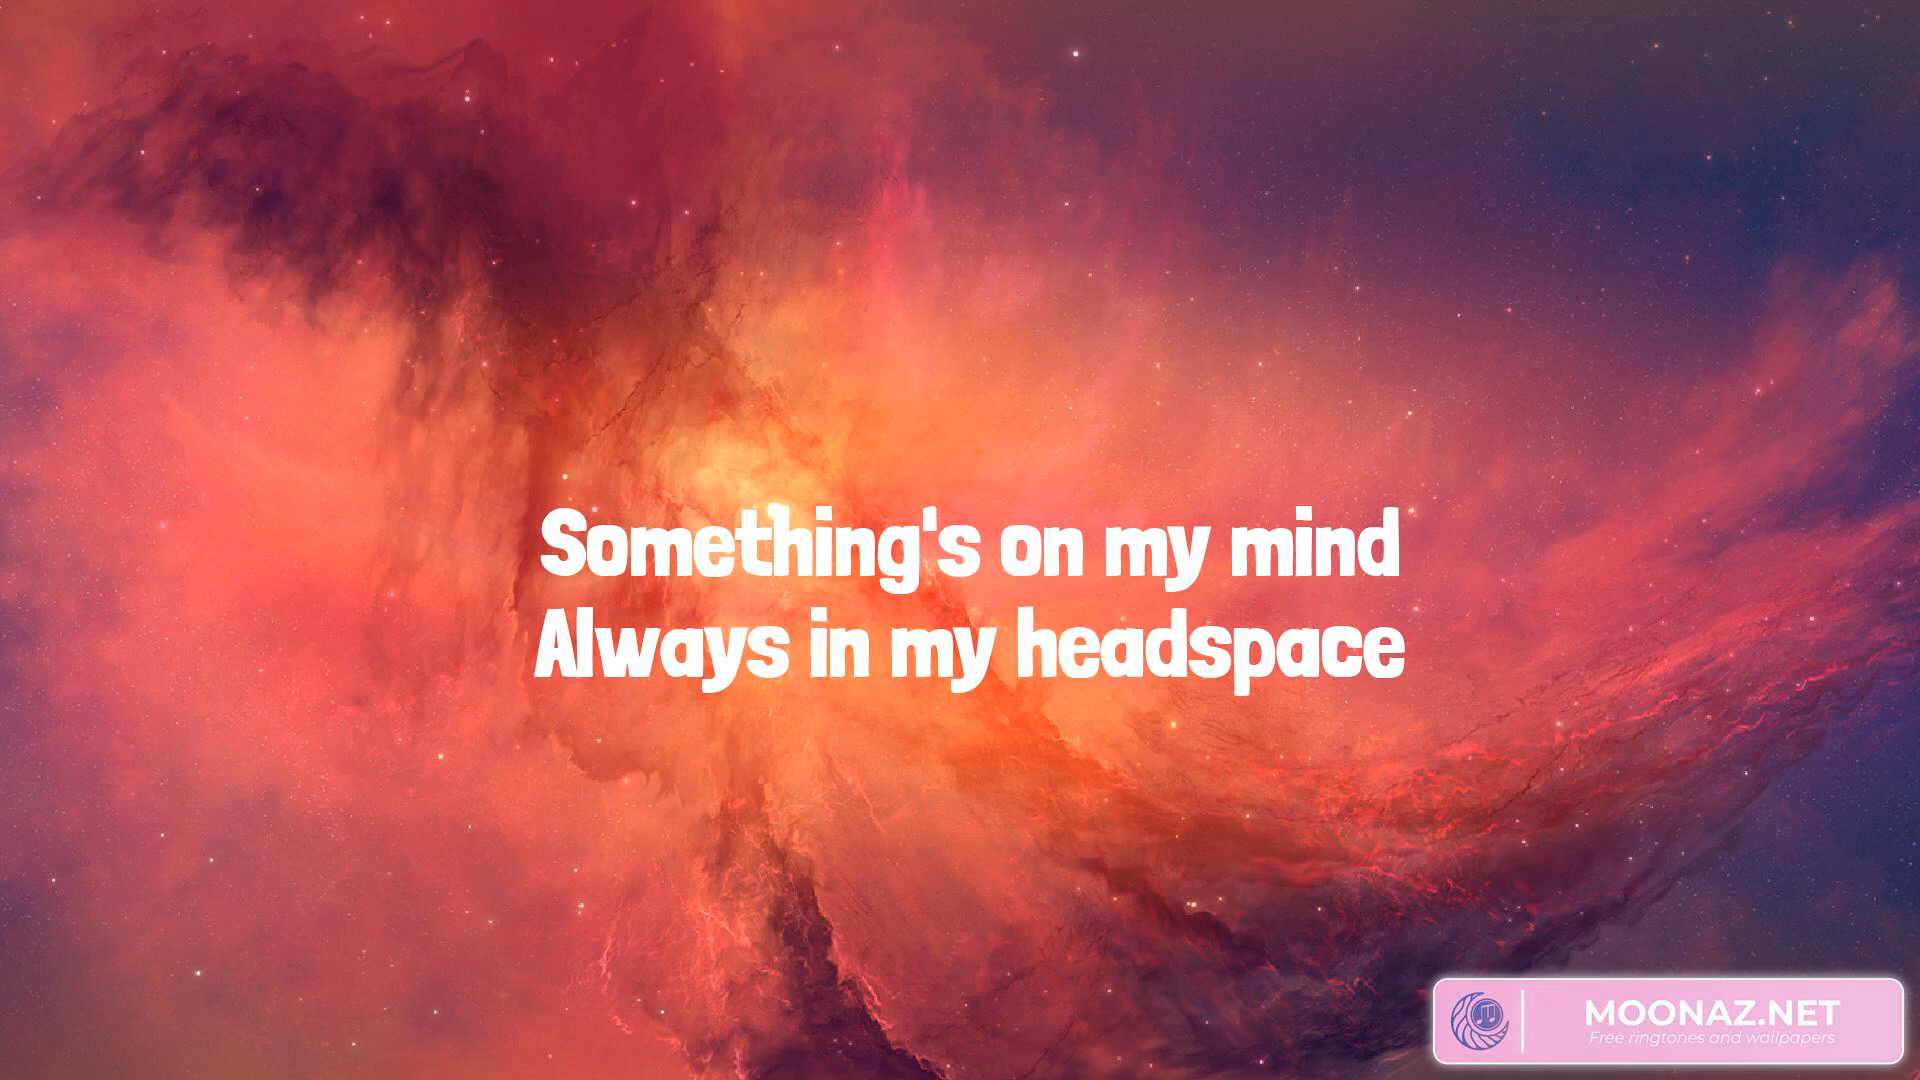 Something's on my mind
Always in my headspace
MOONAZ.NET
Free ringtones and wallpapers